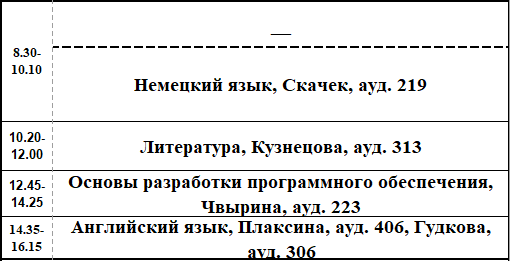 8.30-
10.10
—
Немецкий язык, Скачек, ауд. 219
10.20-
12.00
Литература, Кузнецова, ауд. 313
12.45-
14.25
Основы разработки программного обеспечения,
Чвырина, ауд. 223
14.35-
16.15
Английский язык, Плаксина, ауд. 406, Гудкова,
ауд. 306